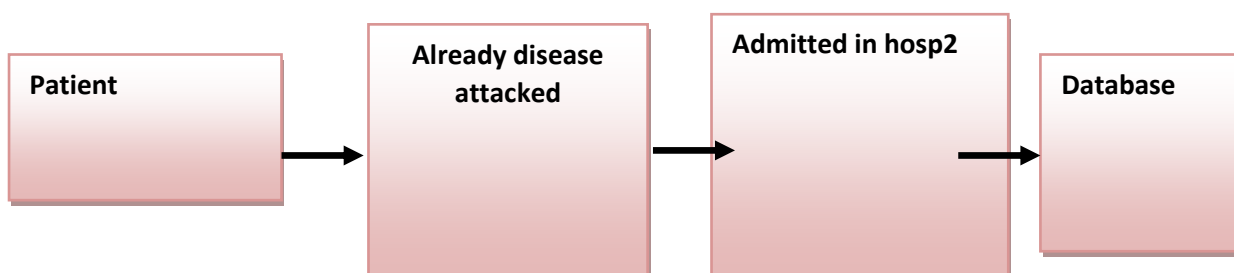 Patient
Already disease
attacked
Admitted in hosp2
Database